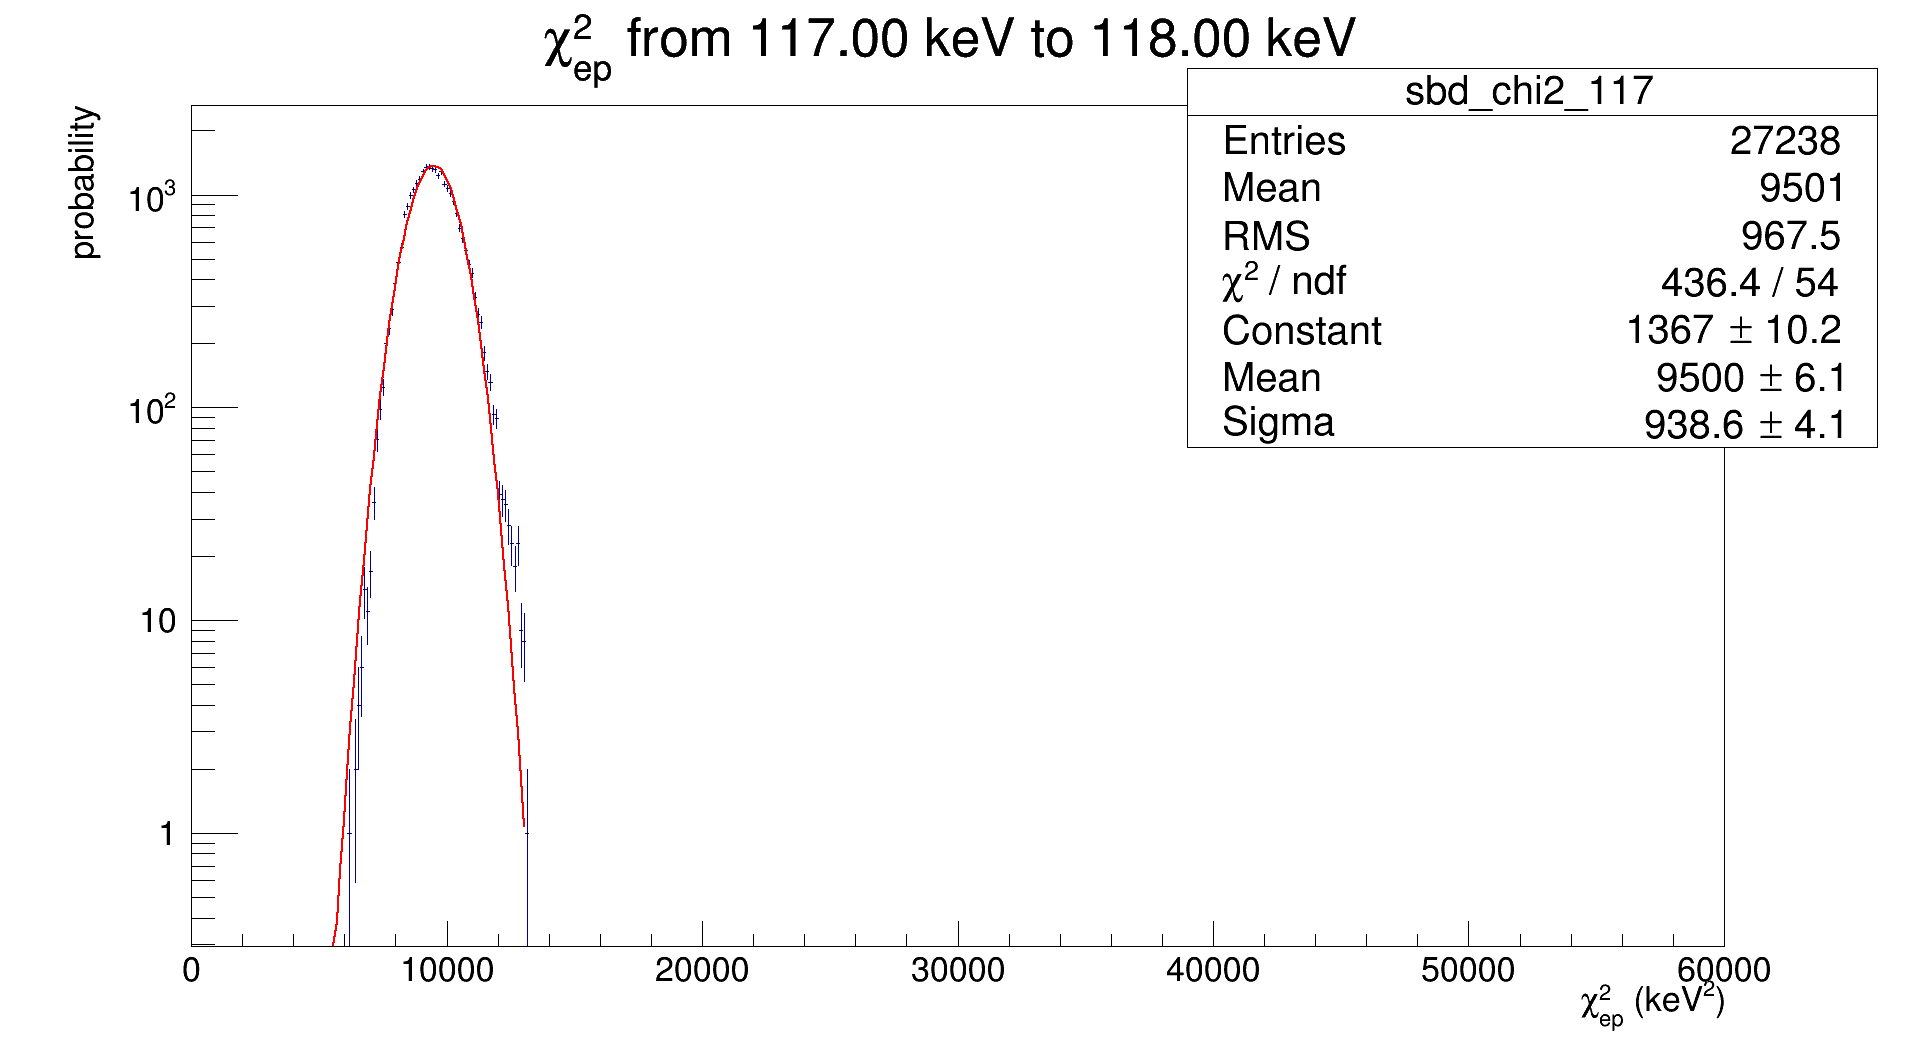 χ²ep from 117.00 keV to 118.00 keV
sbd_chi2_117
Entries 27238
Mean 9501
RMS 967.5
χ² / ndf 436.4 / 54
Constant 1367 ± 10.2
Mean 9500 ± 6.1
Sigma 938.6 ± 4.1
probability
10³
10²
10
1
0 10000 20000 30000 40000 50000 60000
χ²ep (keV²)